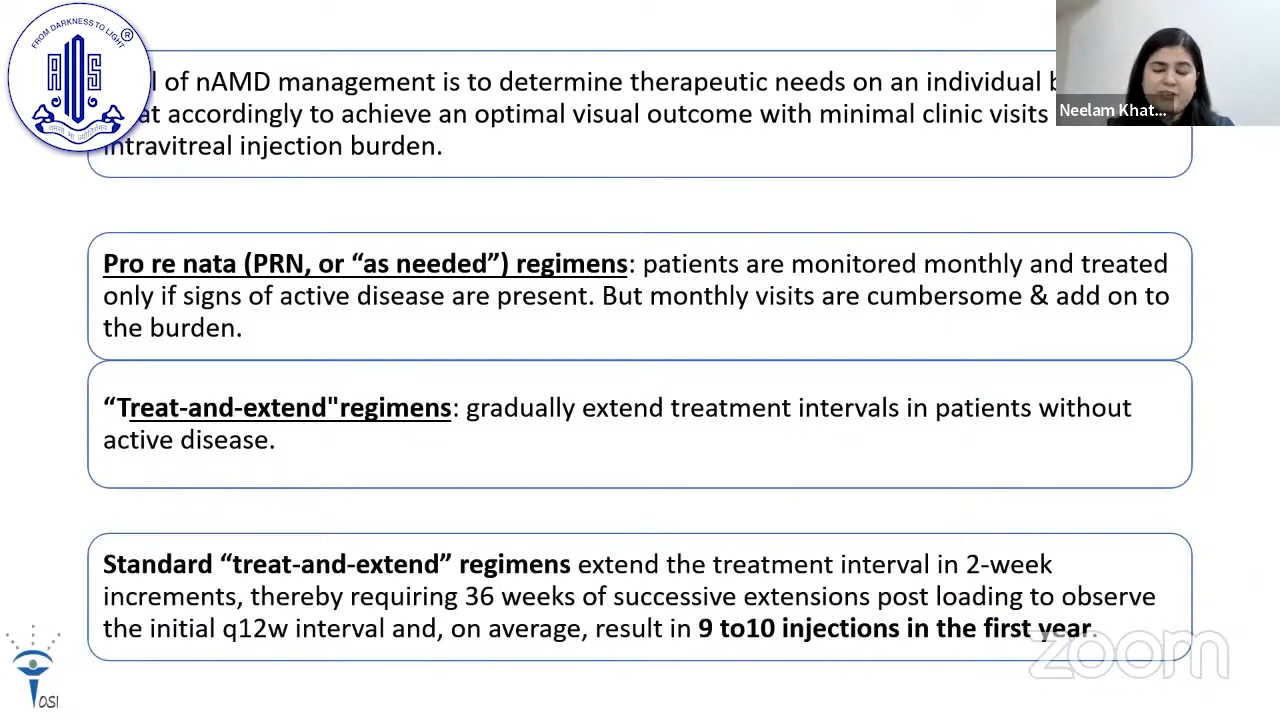 FROM DARKNESS TO LIGHT
®
AIOS
तमसो मा ज्योतिर्गमय
of nAMD management is to determine therapeutic needs on an individual
accordingly to achieve an optimal visual outcome with minimal clinic visits
intravitreal injection burden.
Neelam Khat...
Pro re nata (PRN, or “as needed”) regimens: patients are monitored monthly and treated
only if signs of active disease are present. But monthly visits are cumbersome & add on to
the burden.
“Treat-and-extend"regimens: gradually extend treatment intervals in patients without
active disease.
Standard “treat-and-extend” regimens extend the treatment interval in 2-week
increments, thereby requiring 36 weeks of successive extensions post loading to observe
the initial q12w interval and, on average, result in 9 to10 injections in the first year.
zoom
OSI